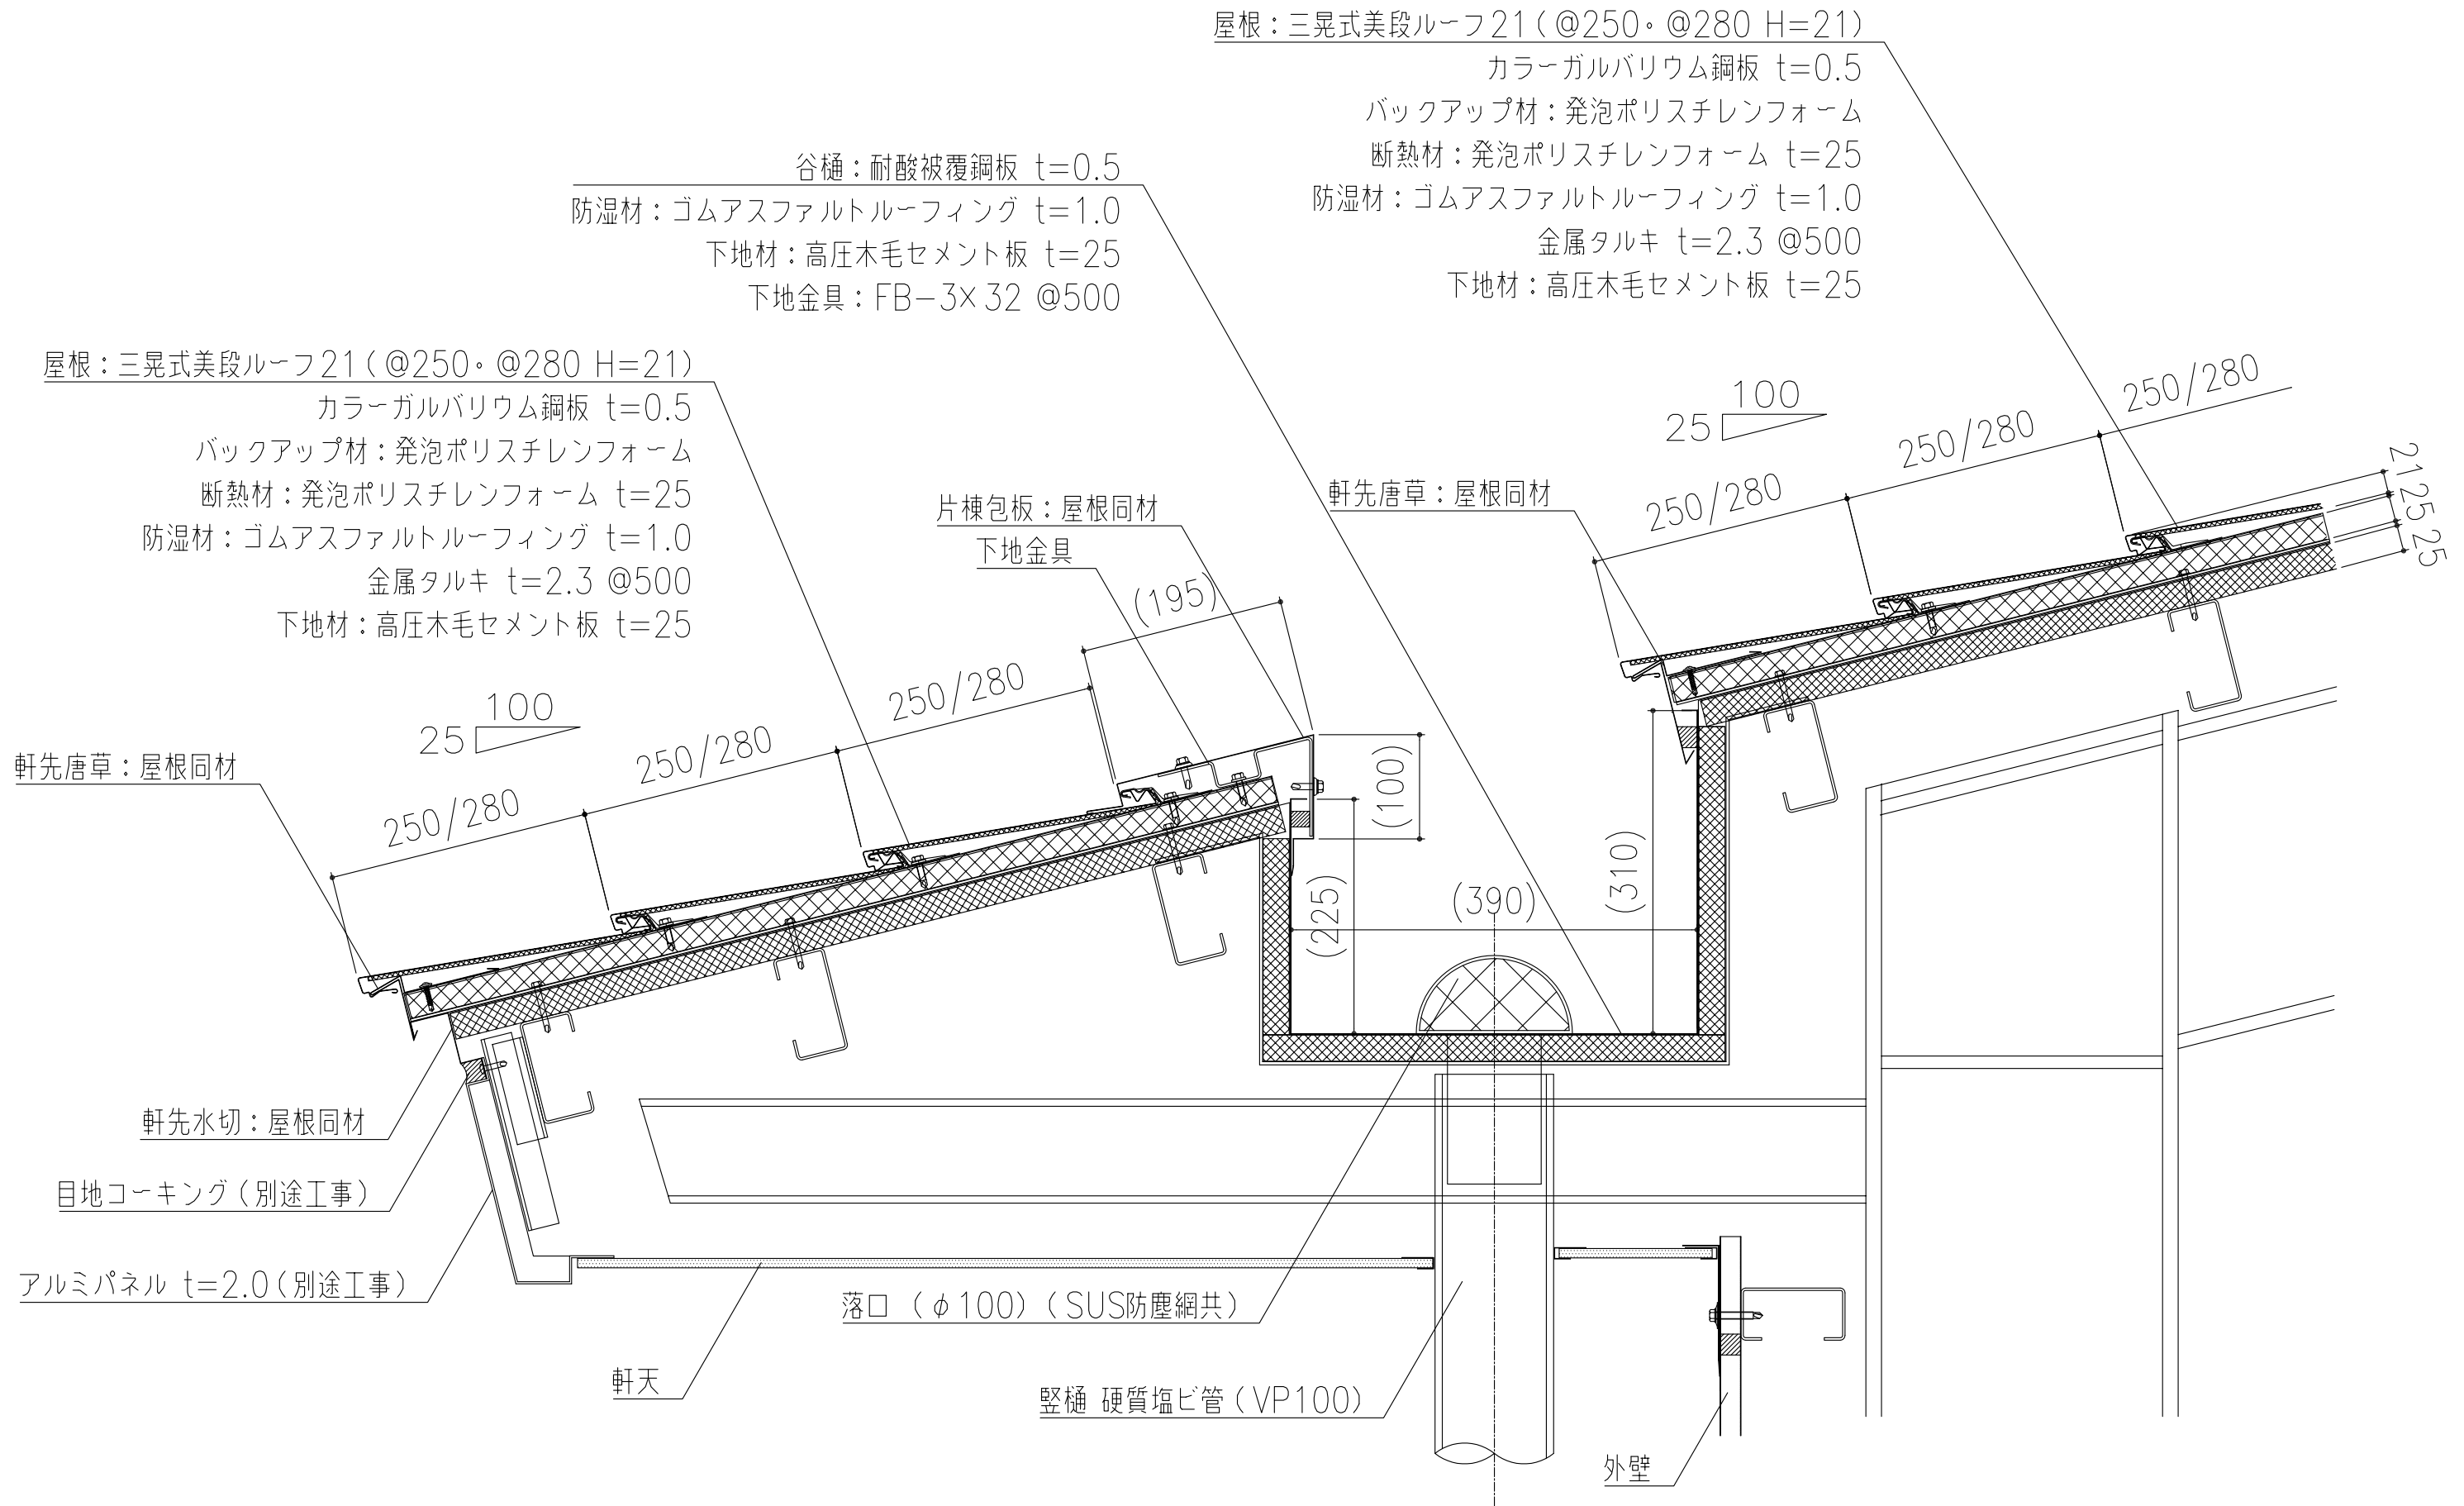 屋根：三晃式美段ルーフ21（@250・@280 H=21）
カラーガルバリウム鋼板 t=0.5
バックアップ材：発泡ポリスチレンフォーム
断熱材：発泡ポリスチレンフォーム t=25
防湿材：ゴムアスファルトルーフィング t=1.0
金属タルキ t=2.3 @500
下地材：高圧木毛セメント板 t=25
谷樋：耐酸被覆鋼板 t=0.5
防湿材：ゴムアスファルトルーフィング t=1.0
下地材：高圧木毛セメント板 t=25
下地金具：FB-3×32 @500
屋根：三晃式美段ルーフ21（@250・@280 H=21）
カラーガルバリウム鋼板 t=0.5
バックアップ材：発泡ポリスチレンフォーム
断熱材：発泡ポリスチレンフォーム t=25
防湿材：ゴムアスファルトルーフィング t=1.0
金属タルキ t=2.3 @500
下地材：高圧木毛セメント板 t=25
100
25
250/280
250/280
250/280
21
25
25
軒先唐草：屋根同材
片棟包板：屋根同材
下地金具
(195)
100
25
250/280
250/280
250/280
軒先唐草：屋根同材
(100)
(225)
(390)
(310)
軒先水切：屋根同材
目地コーキング（別途工事）
アルミパネル t=2.0（別途工事）
落口 （φ100）（SUS防塵網共）
軒天
竪樋 硬質塩ビ管（VP100）
外壁